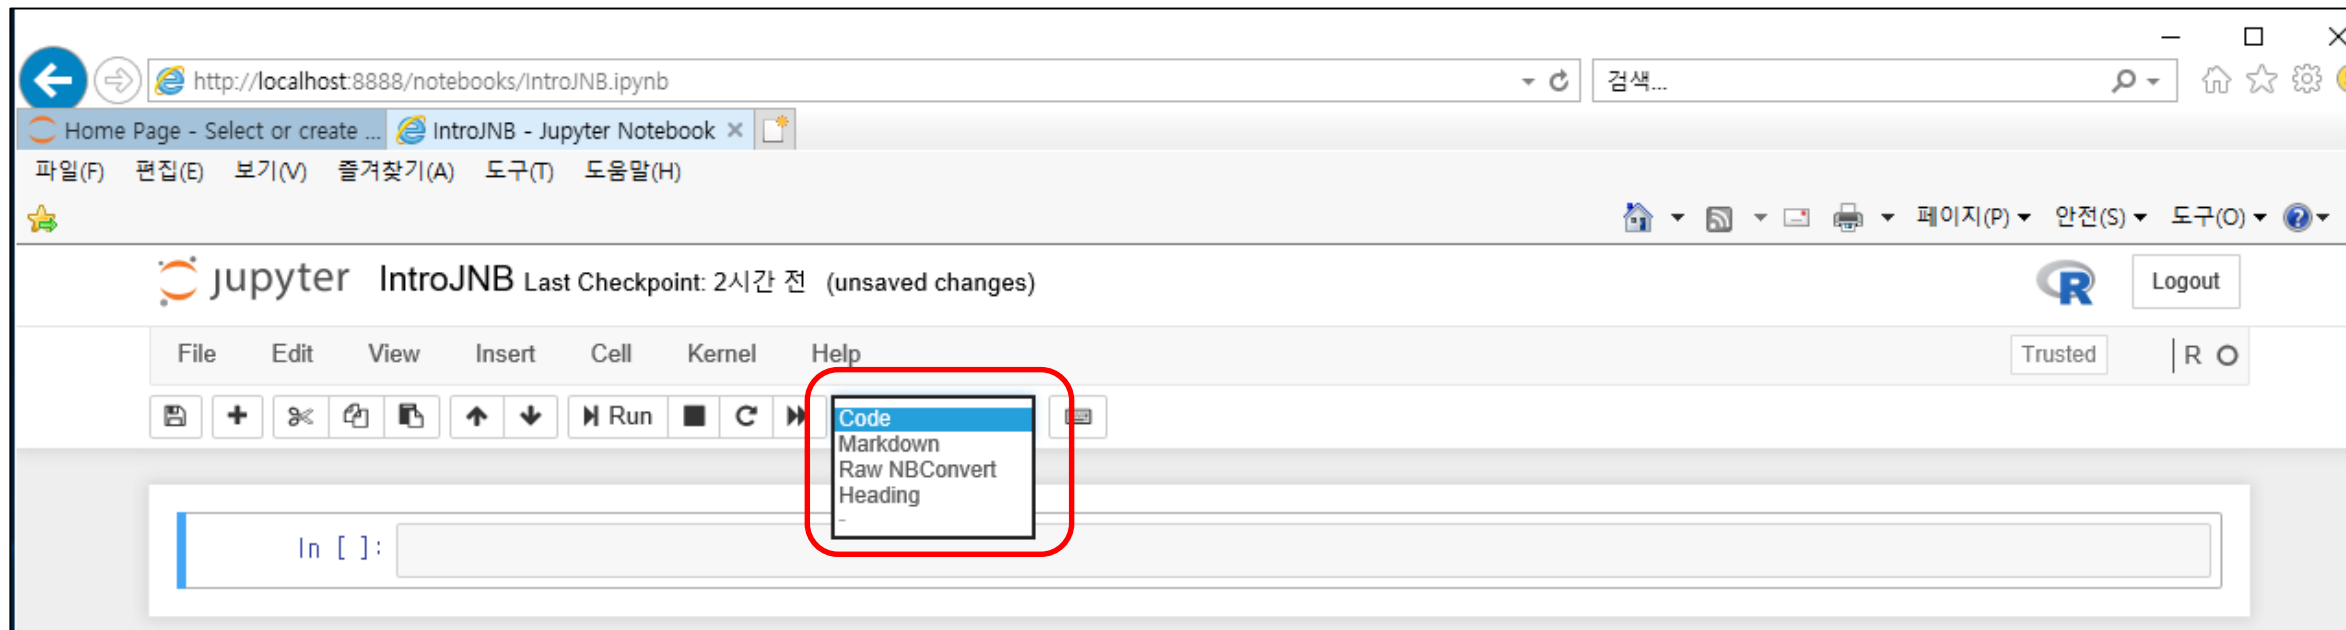 http://localhost:8888/notebooks/IntroJNB.ipynb
검색...
Home Page - Select or create ...
IntroJNB - Jupyter Notebook
파일(F) 편집(E) 보기(V) 즐겨찾기(A) 도구(T) 도움말(H)
페이지(P) 안전(S) 도구(O)
jupyter IntroJNB Last Checkpoint: 2시간 전 (unsaved changes)
R
Logout
File Edit View Insert Cell Kernel Help
Trusted
R
Run
Code
Markdown
Raw NBConvert
Heading
-
In [ ]: